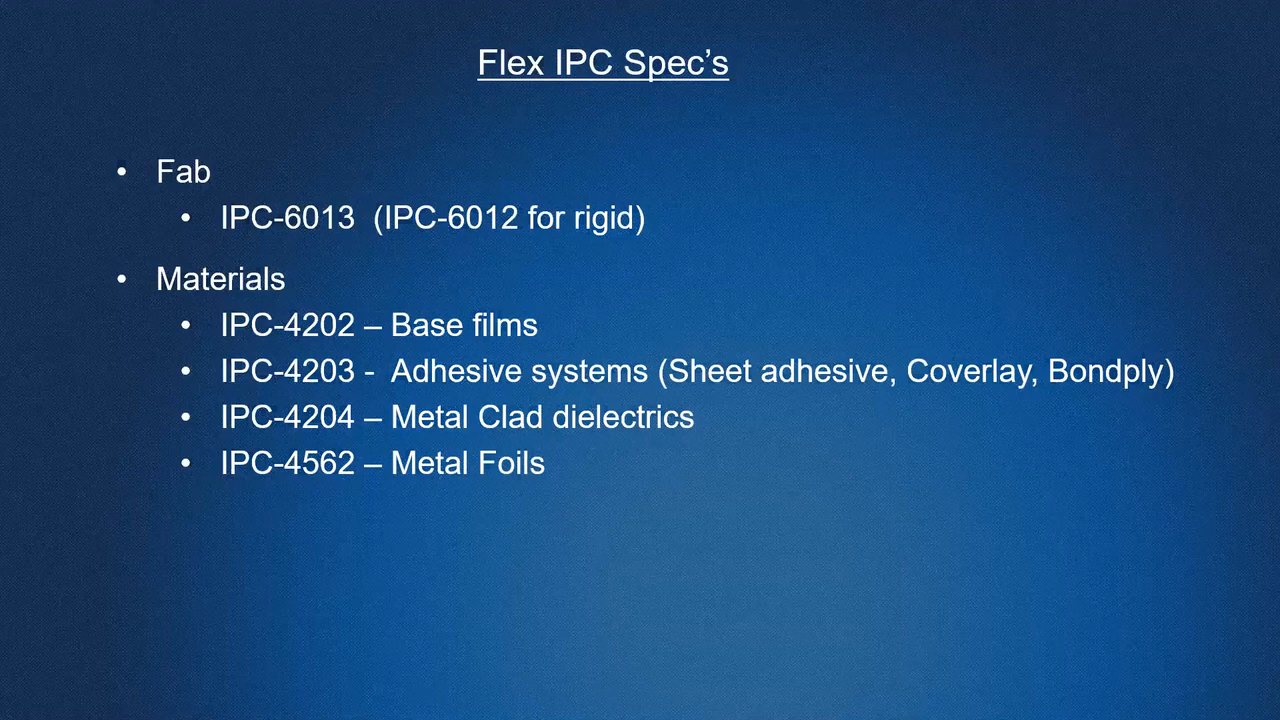 Flex IPC Spec’s
• Fab
• IPC-6013  (IPC-6012 for rigid)
• Materials
• IPC-4202 – Base films
• IPC-4203 -  Adhesive systems (Sheet adhesive, Coverlay, Bondply)
• IPC-4204 – Metal Clad dielectrics
• IPC-4562 – Metal Foils